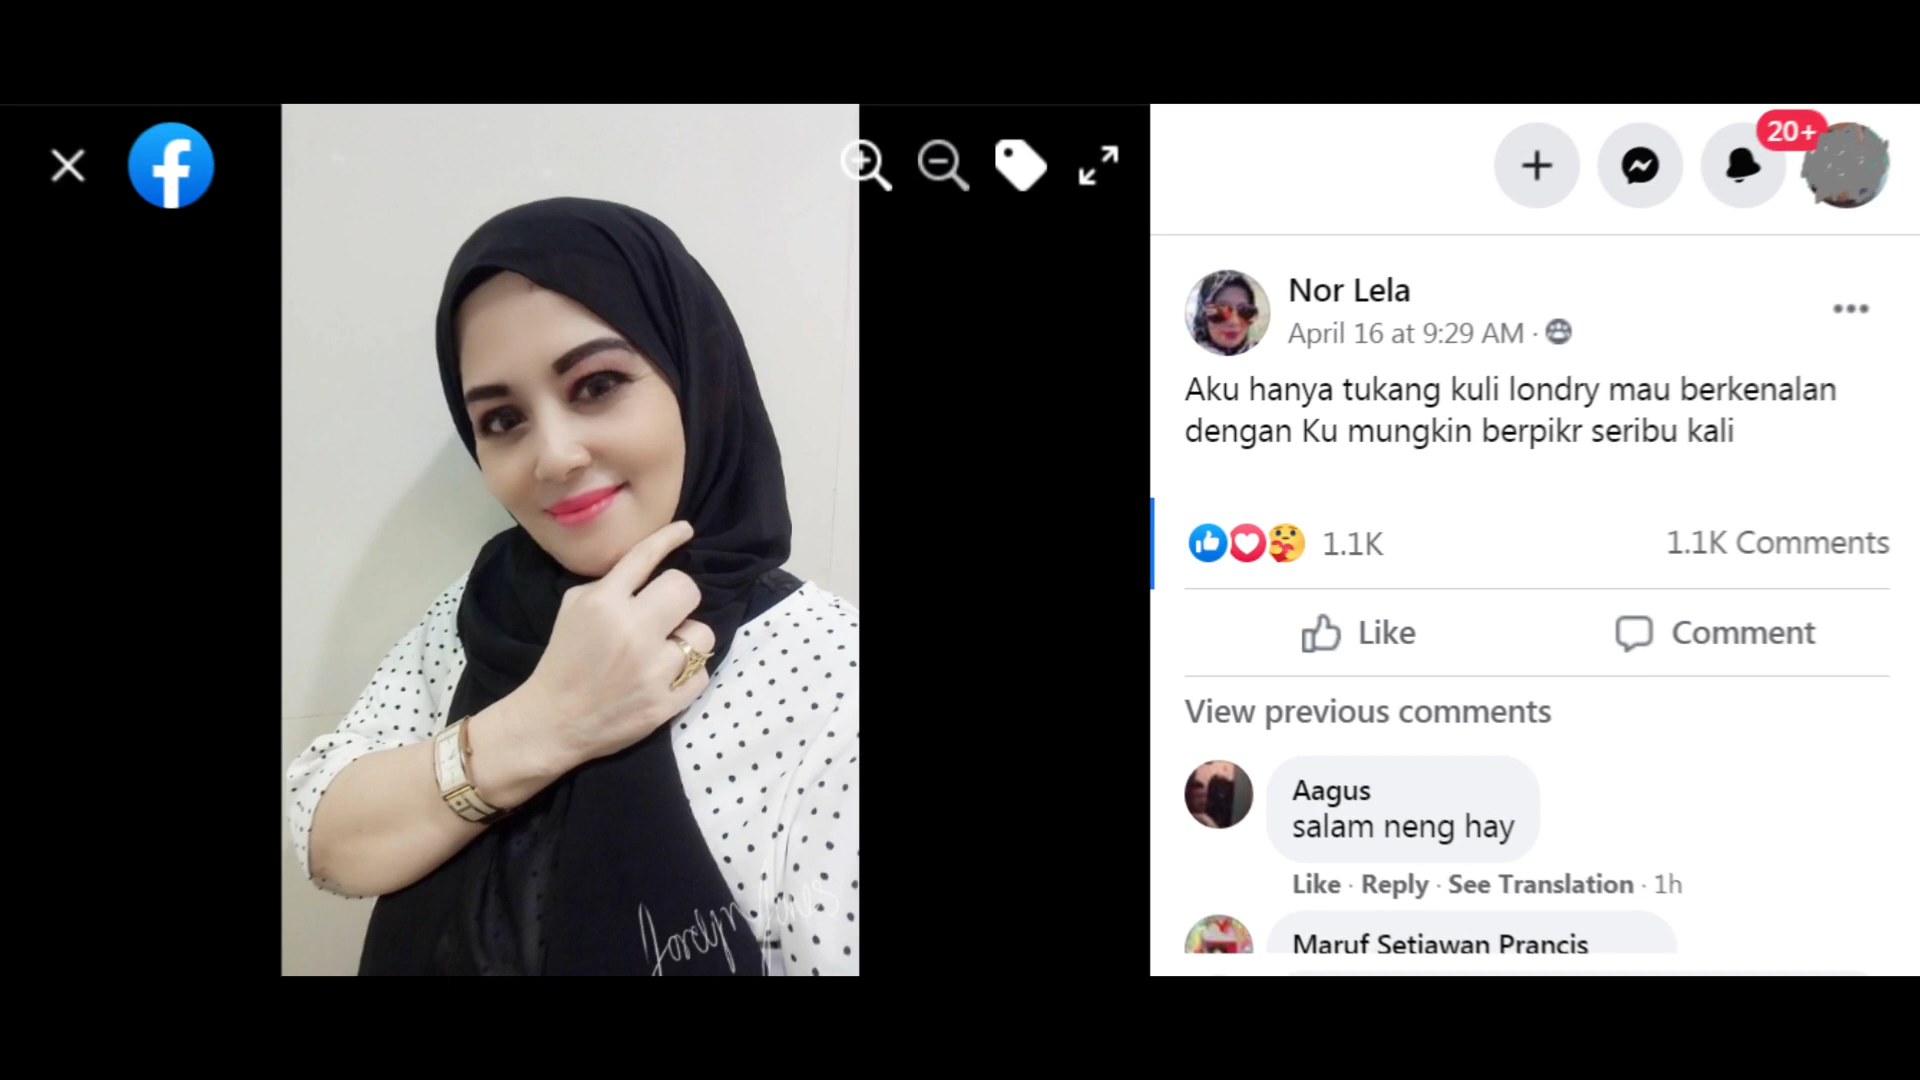 20+
Nor Lela
April 16 at 9:29 AM ·
Aku hanya tukang kuli londry mau berkenalan
dengan Ku mungkin berpikr seribu kali
1.1K
1.1K Comments
Like
Comment
View previous comments
Aagus
salam neng hay
Like · Reply · See Translation · 1h
Maruf Setiawan Prancis
Jordyn Jones